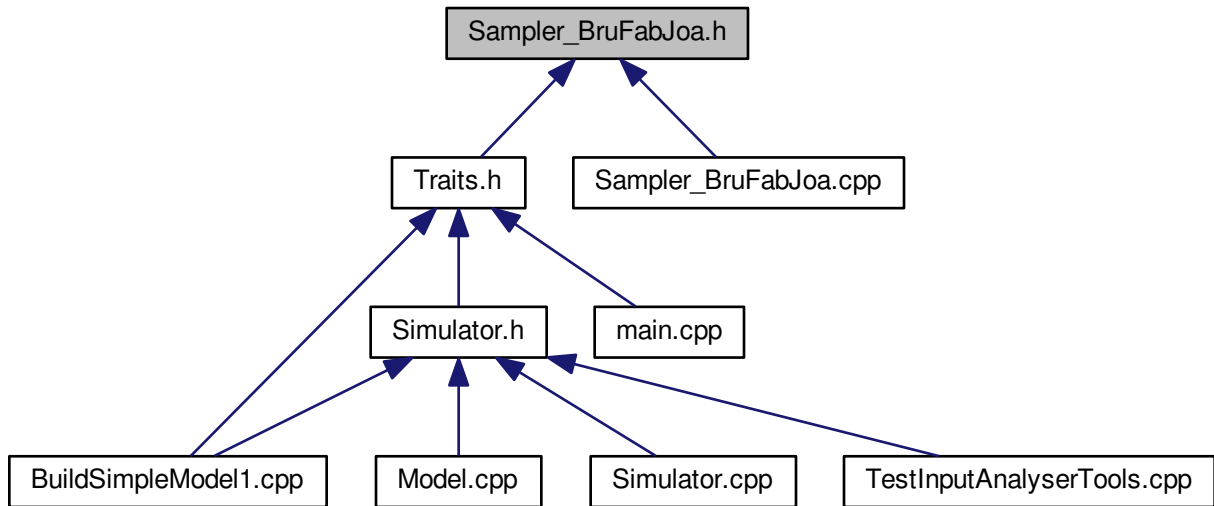 Sampler_BruFabJoa.h
Traits.h
Sampler_BruFabJoa.cpp
Simulator.h
main.cpp
BuildSimpleModel1.cpp
Model.cpp
Simulator.cpp
TestInputAnalyserTools.cpp